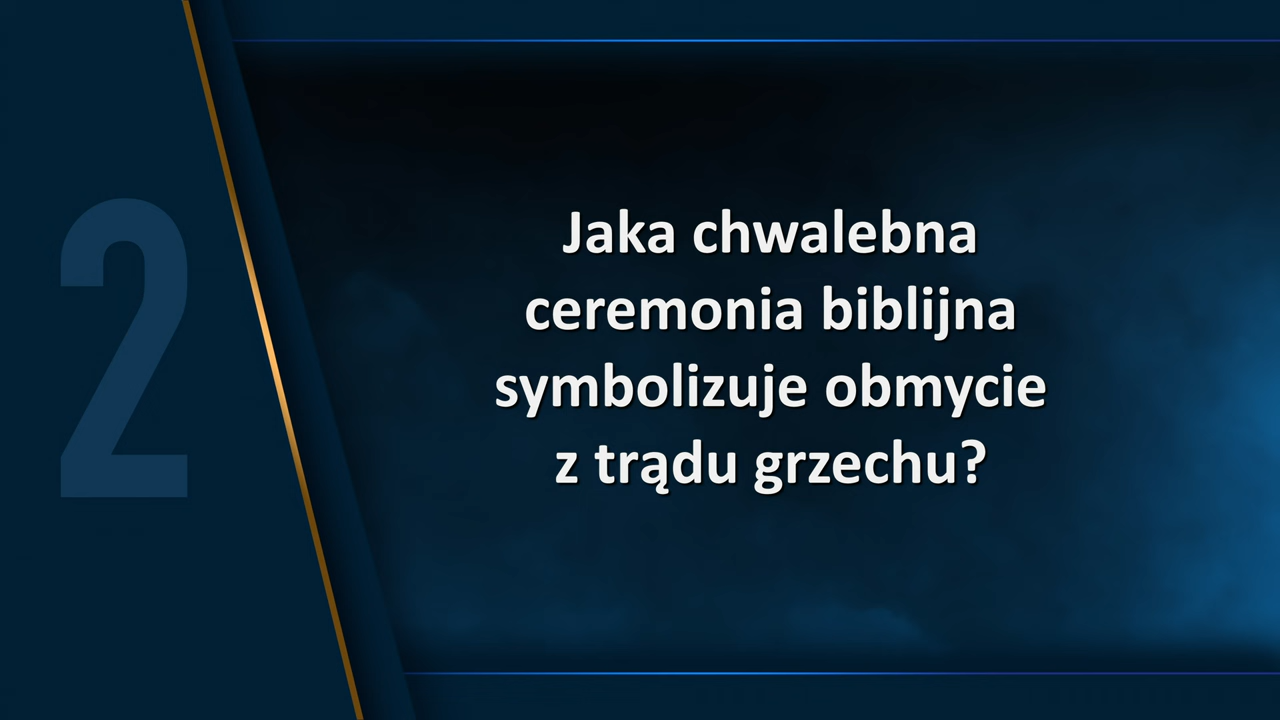 2
Jaka chwalebna
ceremonia biblijna
symbolizuje obmycie
z trądu grzechu?